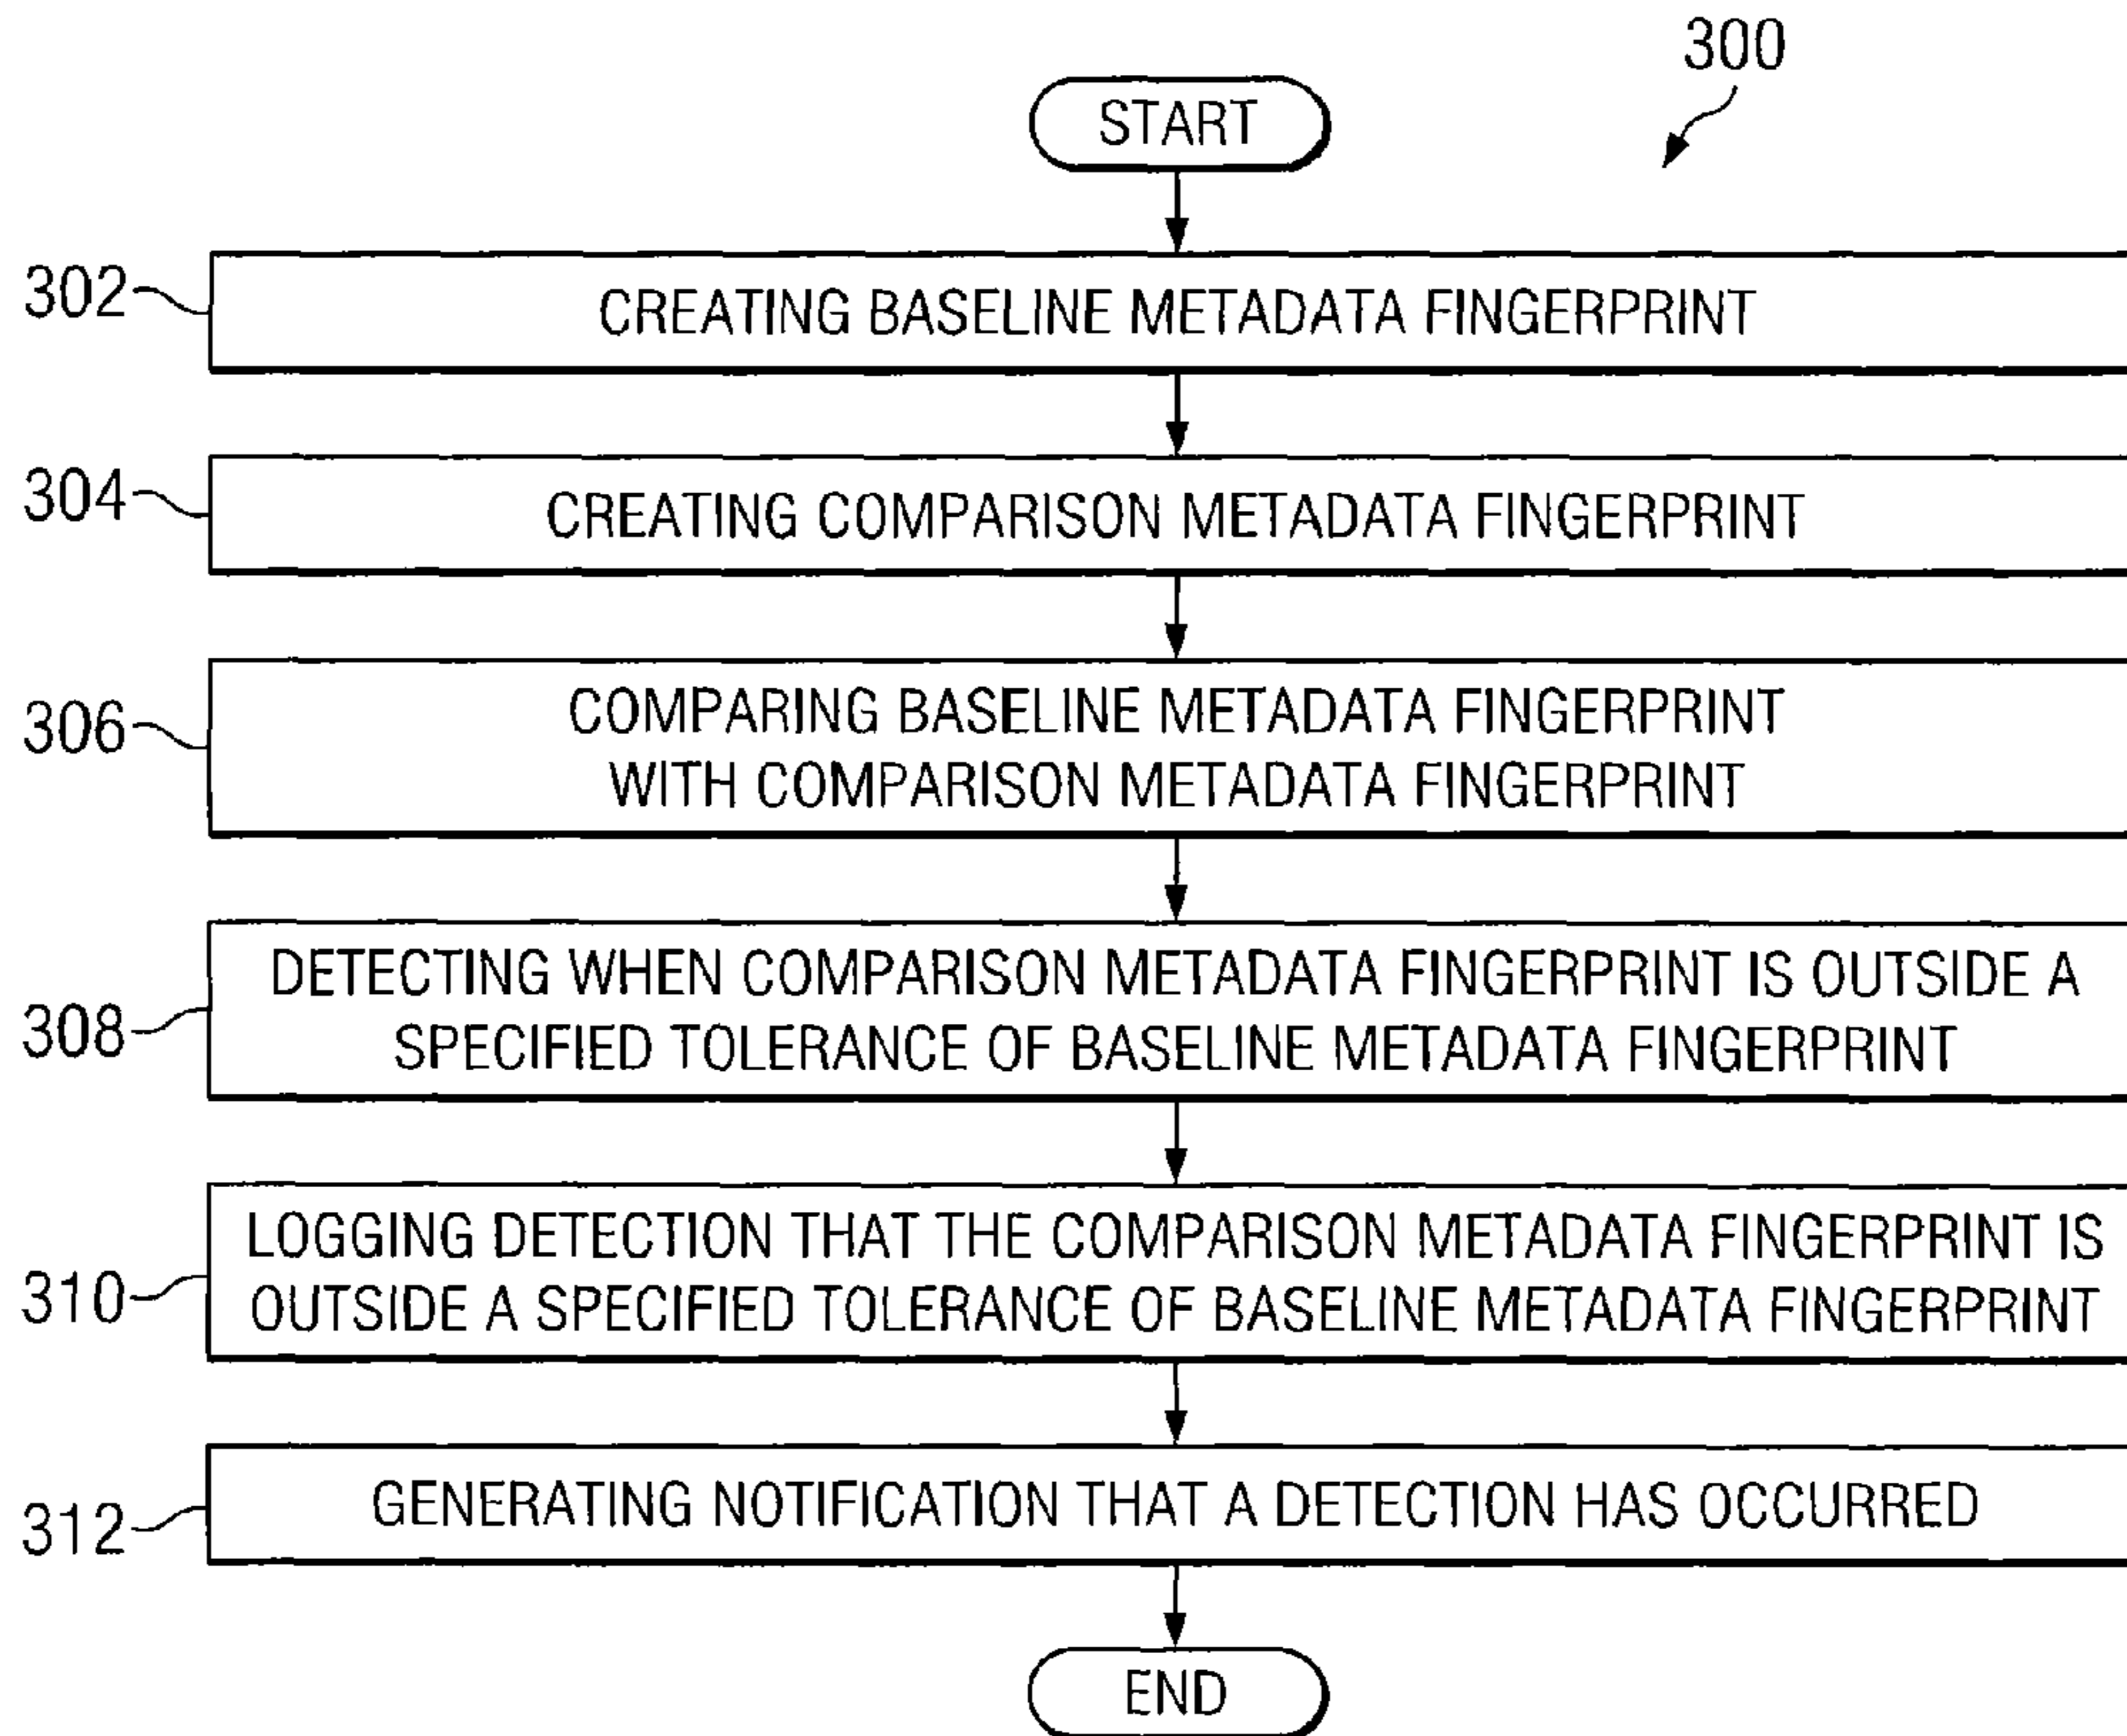 300
START
302
CREATING BASELINE METADATA FINGERPRINT
304
CREATING COMPARISON METADATA FINGERPRINT
306
COMPARING BASELINE METADATA FINGERPRINT
WITH COMPARISON METADATA FINGERPRINT
308
DETECTING WHEN COMPARISON METADATA FINGERPRINT IS OUTSIDE A
SPECIFIED TOLERANCE OF BASELINE METADATA FINGERPRINT
310
LOGGING DETECTION THAT THE COMPARISON METADATA FINGERPRINT IS
OUTSIDE A SPECIFIED TOLERANCE OF BASELINE METADATA FINGERPRINT
312
GENERATING NOTIFICATION THAT A DETECTION HAS OCCURRED
END